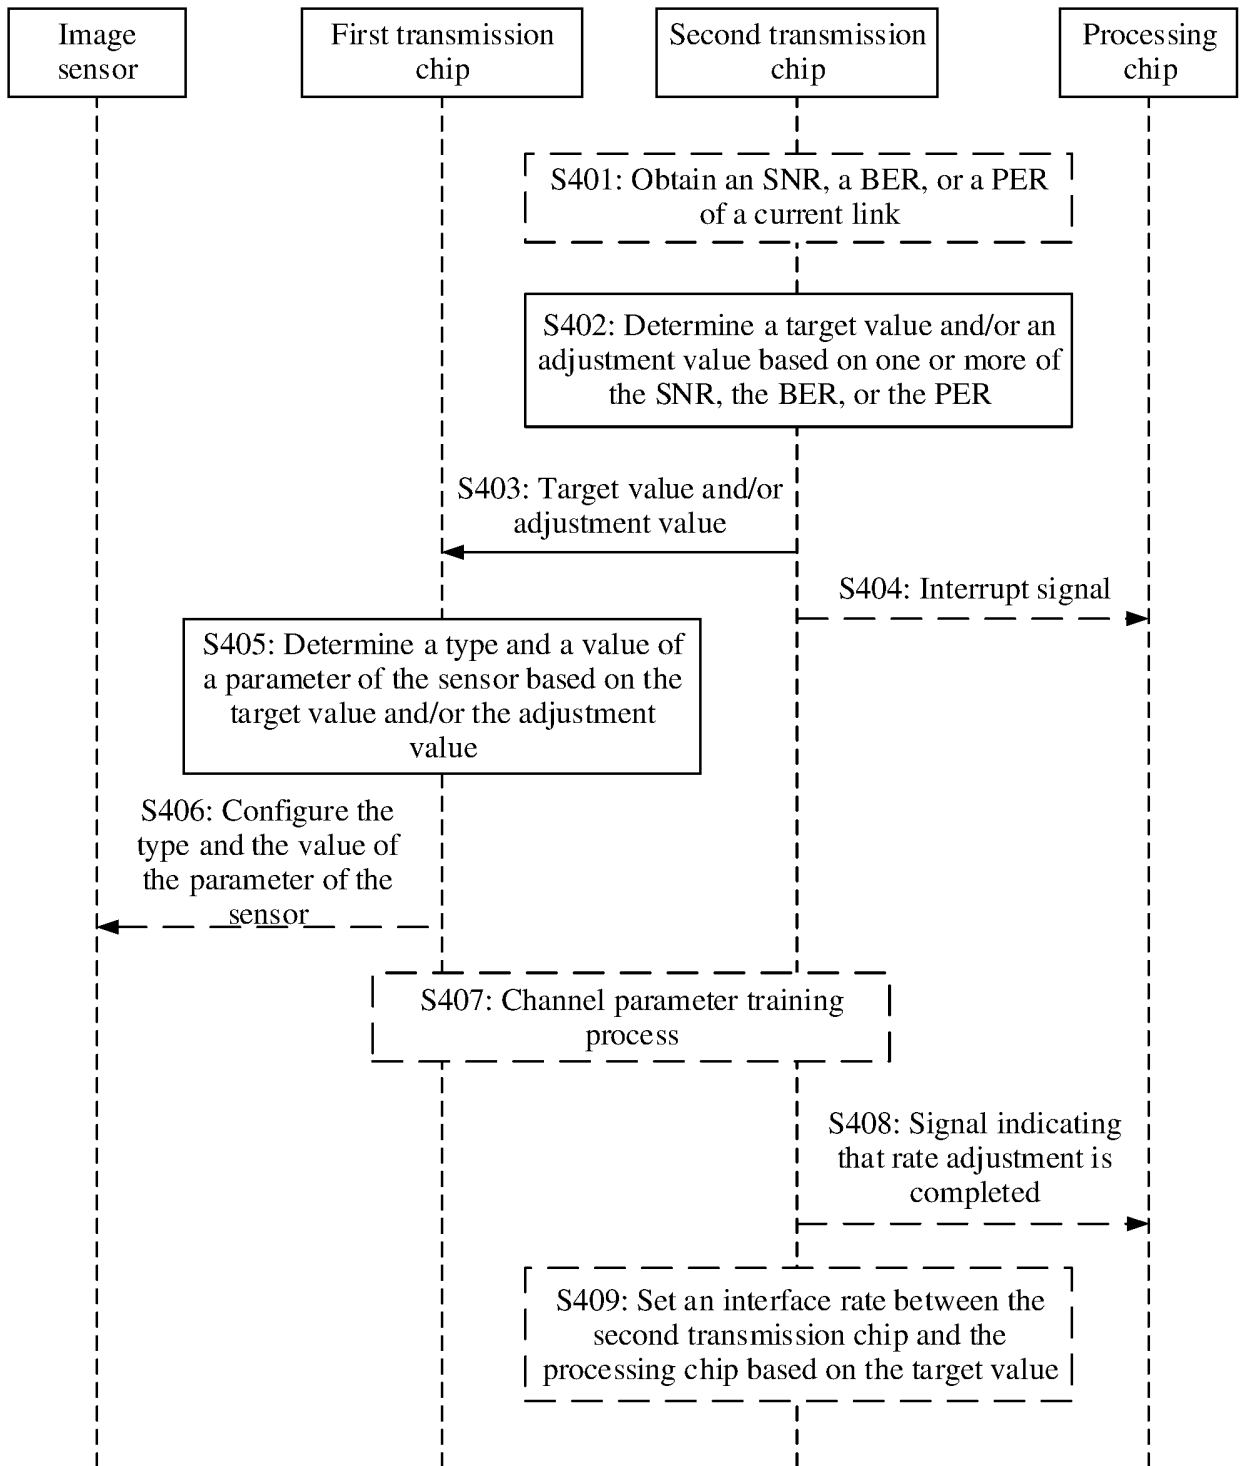 Image
sensor
First transmission
chip
Second transmission
chip
Processing
chip
S401: Obtain an SNR, a BER, or a PER
of a current link
S402: Determine a target value and/or an
adjustment value based on one or more of
the SNR, the BER, or the PER
S403: Target value and/or
adjustment value
S404: Interrupt signal
S405: Determine a type and a value of
a parameter of the sensor based on the
target value and/or the adjustment
value
S406: Configure the
type and the value of
the parameter of the
sensor
S407: Channel parameter training
process
S408: Signal indicating
that rate adjustment is
completed
S409: Set an interface rate between the
second transmission chip and the
processing chip based on the target value